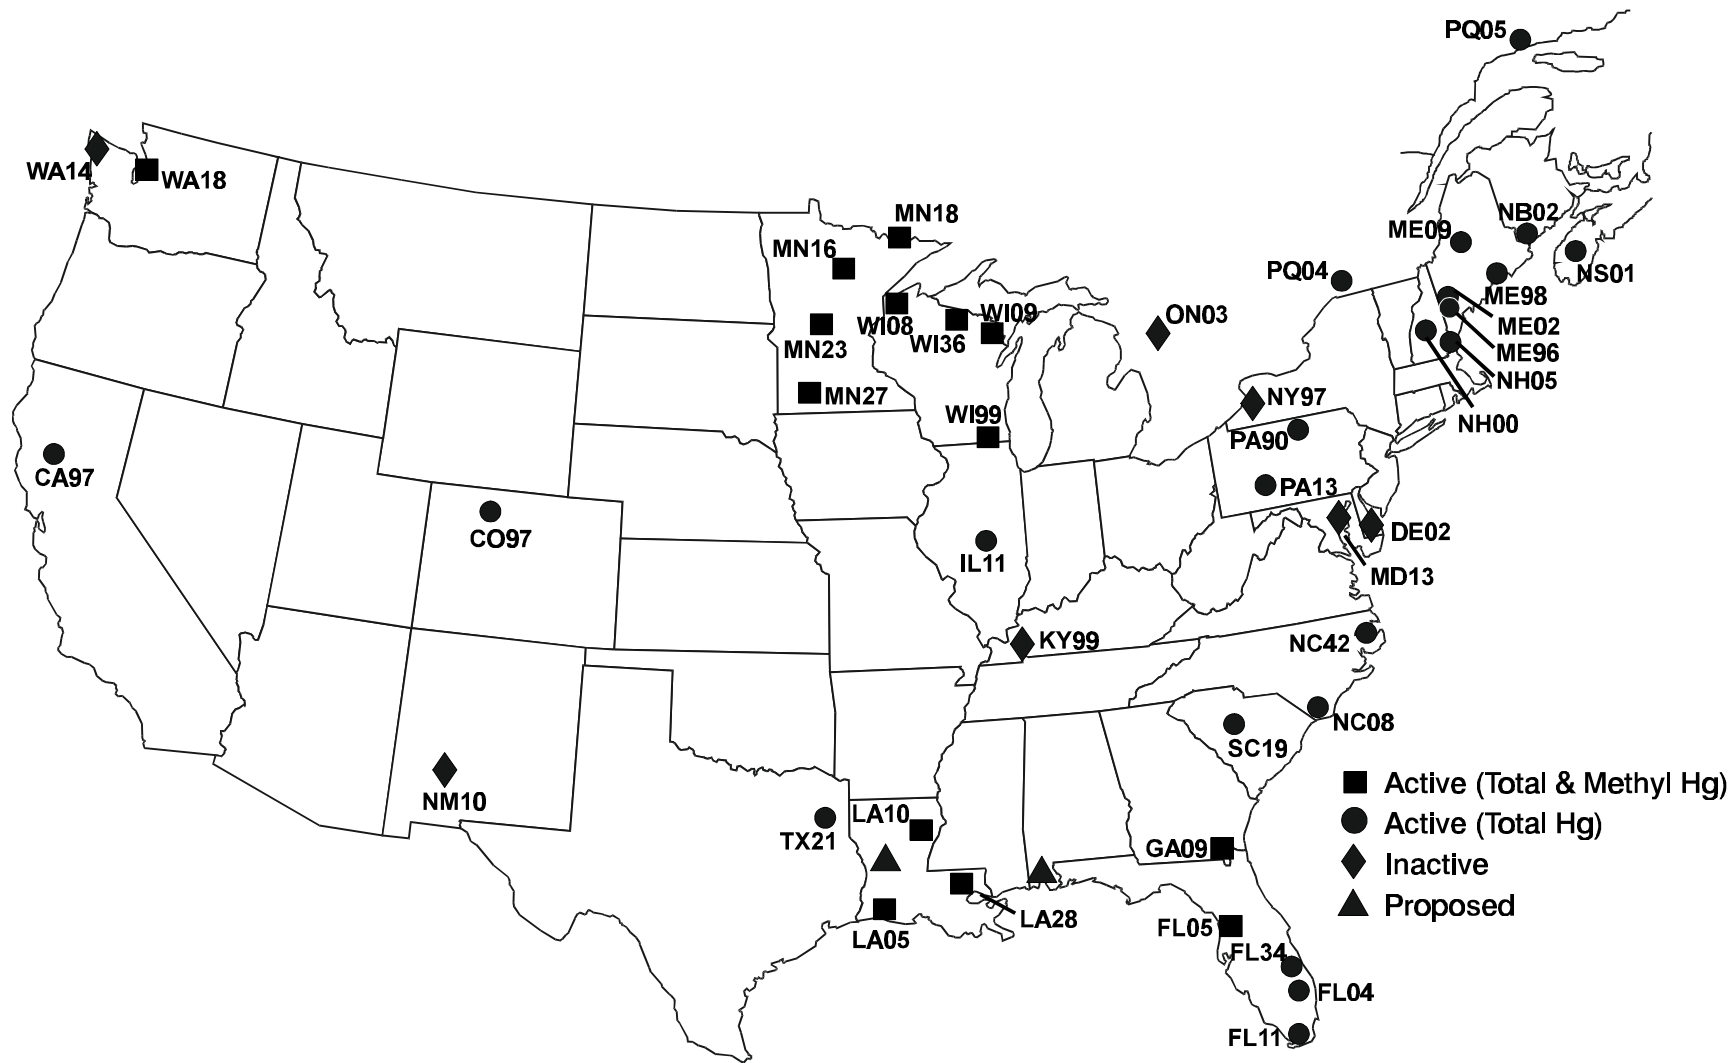 PQ05
WA14
WA18
MN18
MN16
NB02
ME09
NS01
PQ04
ME98
WI08
WI09
ON03
ME02
WI36
MN23
ME96
NH05
MN27
NY97
WI99
NH00
PA90
CA97
PA13
CO97
DE02
IL11
MD13
KY99
NC42
NC08
SC19
Active (Total & Methyl Hg)
NM10
LA10
Active (Total Hg)
TX21
GA09
Inactive
Proposed
LA28
LA05
FL05
FL34
FL04
FL11